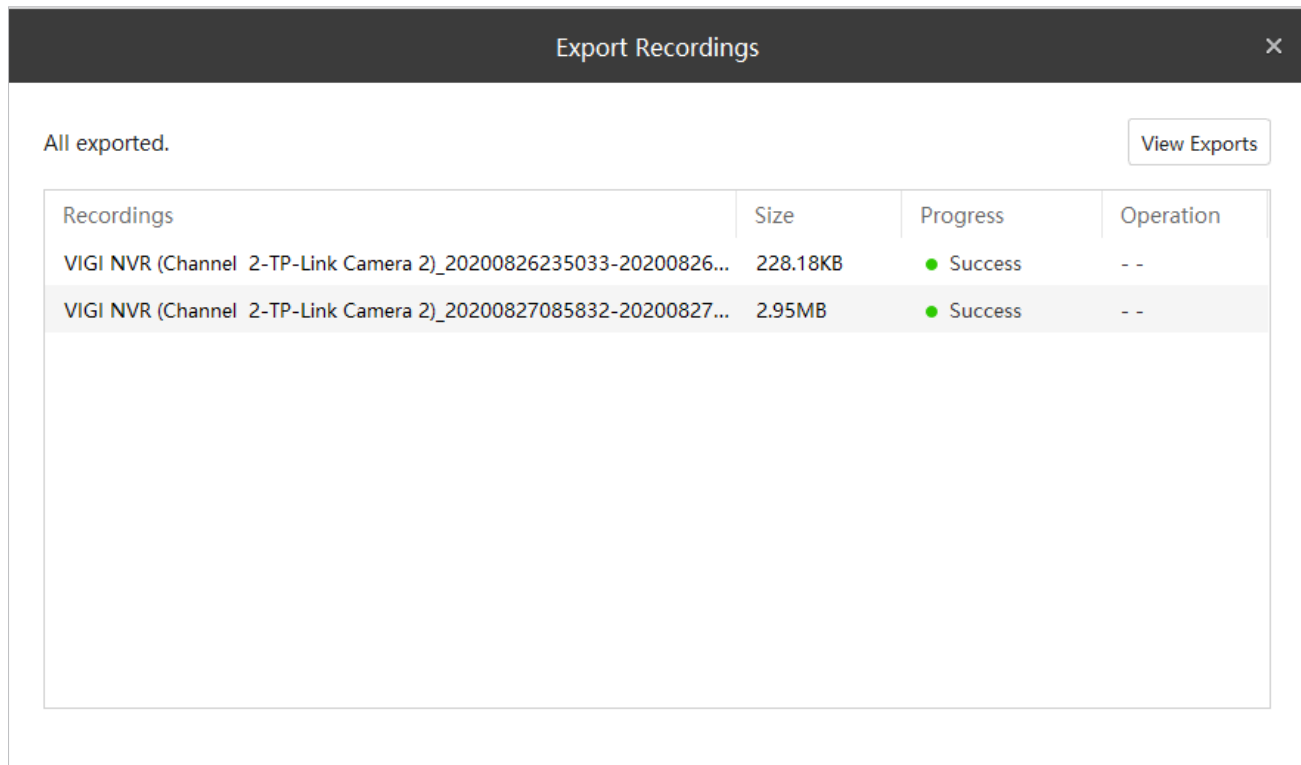 Export Recordings ×
All exported. View Exports
Recordings Size Progress Operation
VIGI NVR (Channel  2-TP-Link Camera 2)_20200826235033-20200826... 228.18KB Success - -
VIGI NVR (Channel  2-TP-Link Camera 2)_20200827085832-20200827... 2.95MB Success - -